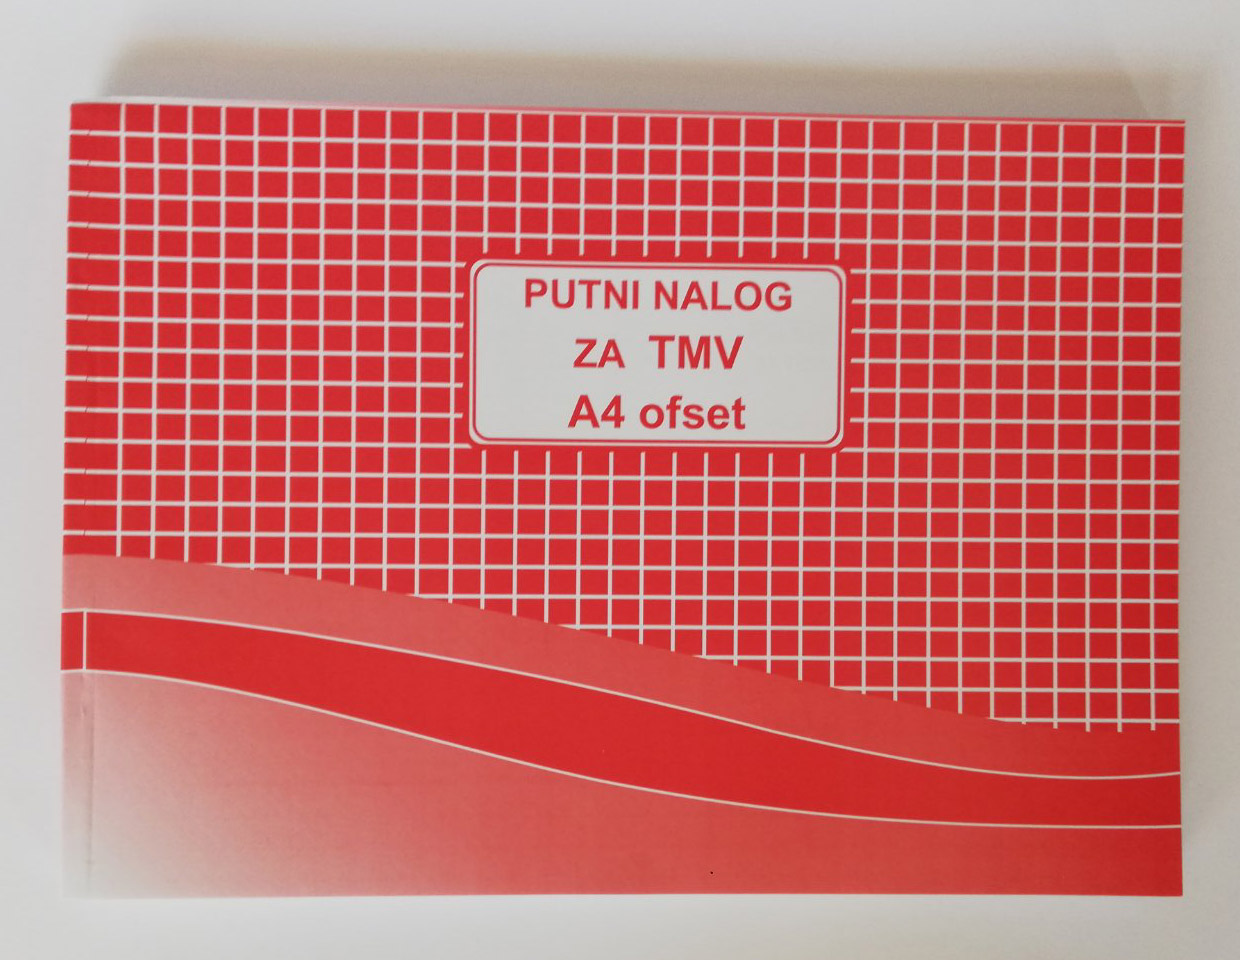 PUTNI NALOG
ZA TMV
A4 ofset